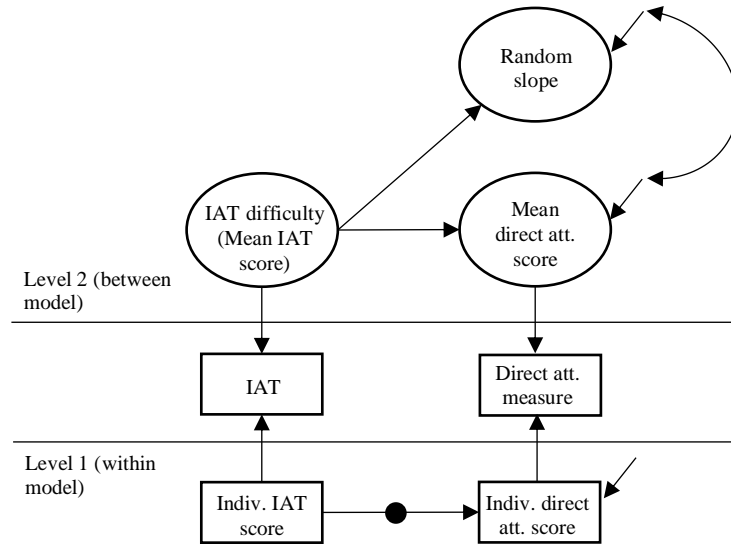 Random
slope
IAT difficulty
(Mean IAT
score)
Mean
direct att.
score
Level 2 (between
model)
IAT
Direct att.
measure
Level 1 (within
model)
Indiv. IAT
score
Indiv. direct
att. score